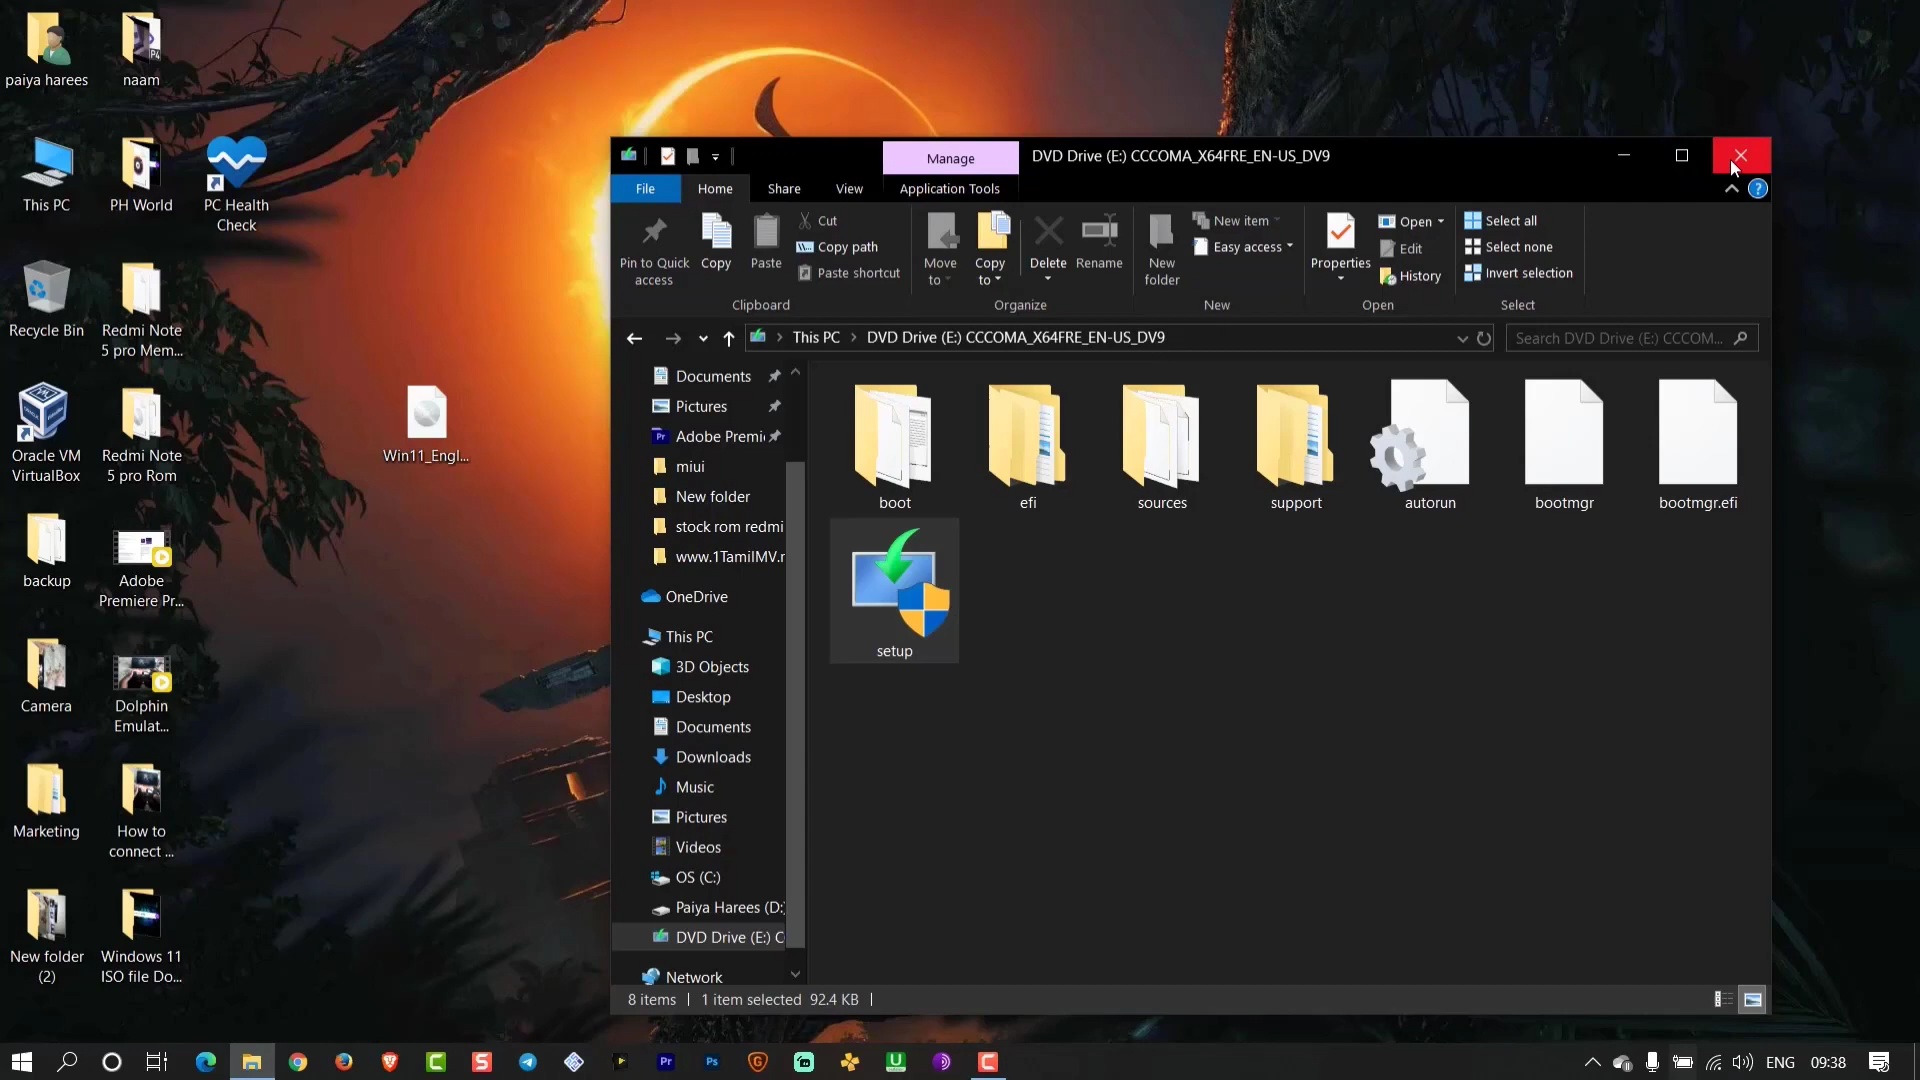 paiya harees
naam
This PC
PH World
PC Health
Check
Recycle Bin
Redmi Note
5 pro Mem...
Oracle VM
VirtualBox
Redmi Note
5 pro Rom
Win11_Engl...
backup
Adobe
Premiere Pr...
Camera
Dolphin
Emulat...
Marketing
How to
connect ...
New folder
(2)
Windows 11
ISO file Do...
Manage
DVD Drive (E:) CCCOMA_X64FRE_EN-US_DV9
File
Home
Share
View
Application Tools
Pin to Quick
access
Copy
Paste
Cut
Copy path
Paste shortcut
Clipboard
Move
to
Copy
to
Delete
Rename
Organize
New
folder
New item
Easy access
New
Properties
Open
Edit
History
Open
Select all
Select none
Invert selection
Select
This PC > DVD Drive (E:) CCCOMA_X64FRE_EN-US_DV9
Search DVD Drive (E:) CCCOM...
Documents
Pictures
Adobe Premi
miui
New folder
stock rom redmi
www.1TamilMV.r
OneDrive
This PC
3D Objects
Desktop
Documents
Downloads
Music
Pictures
Videos
OS (C:)
Paiya Harees (D:)
DVD Drive (E:) C
Network
boot
efi
sources
support
autorun
bootmgr
bootmgr.efi
setup
8 items
1 item selected 92.4 KB
Pr
Ps
ENG
09:38